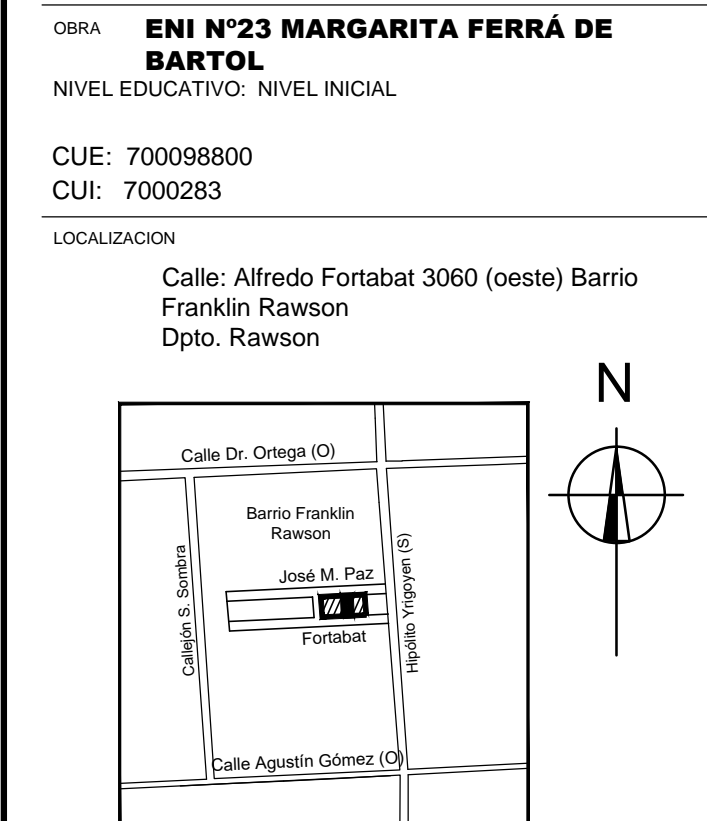 OBRA ENI Nº23 MARGARITA FERRÁ DE
BARTOL
NIVEL EDUCATIVO: NIVEL INICIAL
CUE: 700098800
CUI: 7000283
LOCALIZACION
Calle: Alfredo Fortabat 3060 (oeste) Barrio
Franklin Rawson
Dpto. Rawson
N
Calle Dr. Ortega (O)
Barrio Franklin
Rawson
José M. Paz
Fortabat
Callejón S. Sombra
Hipólito Yrigoyen (S)
Calle Agustín Gómez (O)